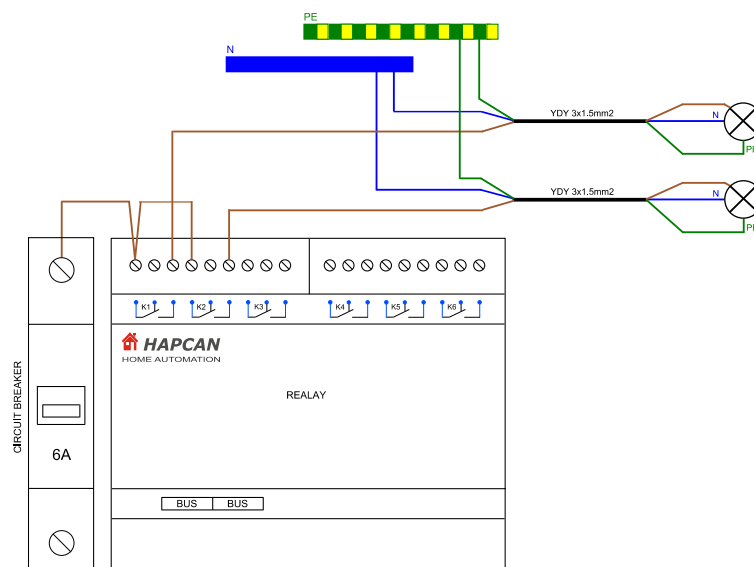 PE
N
YDY 3x1.5mm2
N
PE
YDY 3x1.5mm2
N
PE
K1 K2 K3 K4 K5 K6
HAPCAN
HOME AUTOMATION
REALAY
CIRCUIT BREAKER
6A
BUS BUS